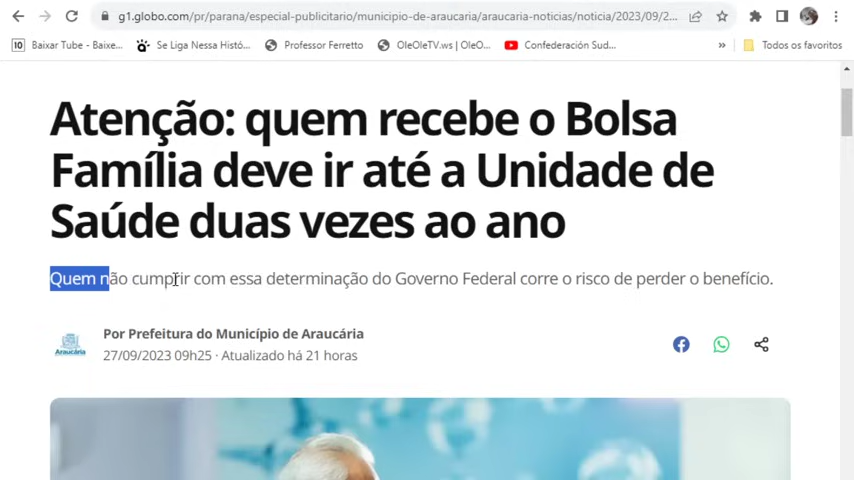 g1.globo.com/pr/parana/especial-publicitario/municipio-de-araucaria/araucaria-noticias/noticia/2023/09/2...
10 Baixar Tube - Baixe... Se Liga Nessa Histó... Professor Ferretto OleOleTV.ws | OleO... Confederación Sud... » Todos os favoritos
Atenção: quem recebe o Bolsa
Família deve ir até a Unidade de
Saúde duas vezes ao ano
Quem não cumprir com essa determinação do Governo Federal corre o risco de perder o benefício.
Por Prefeitura do Município de Araucária
Araucária
27/09/2023 09h25 · Atualizado há 21 horas